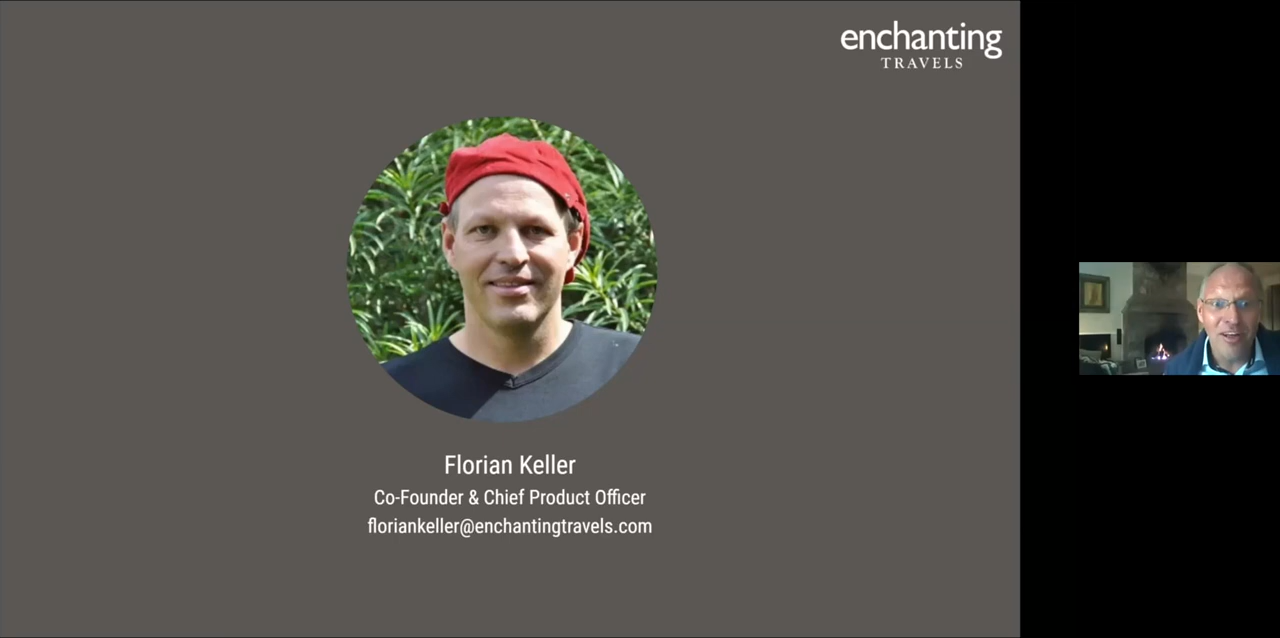 enchanting
TRAVELS
Florian Keller
Co-Founder & Chief Product Officer
floriankeller@enchantingtravels.com